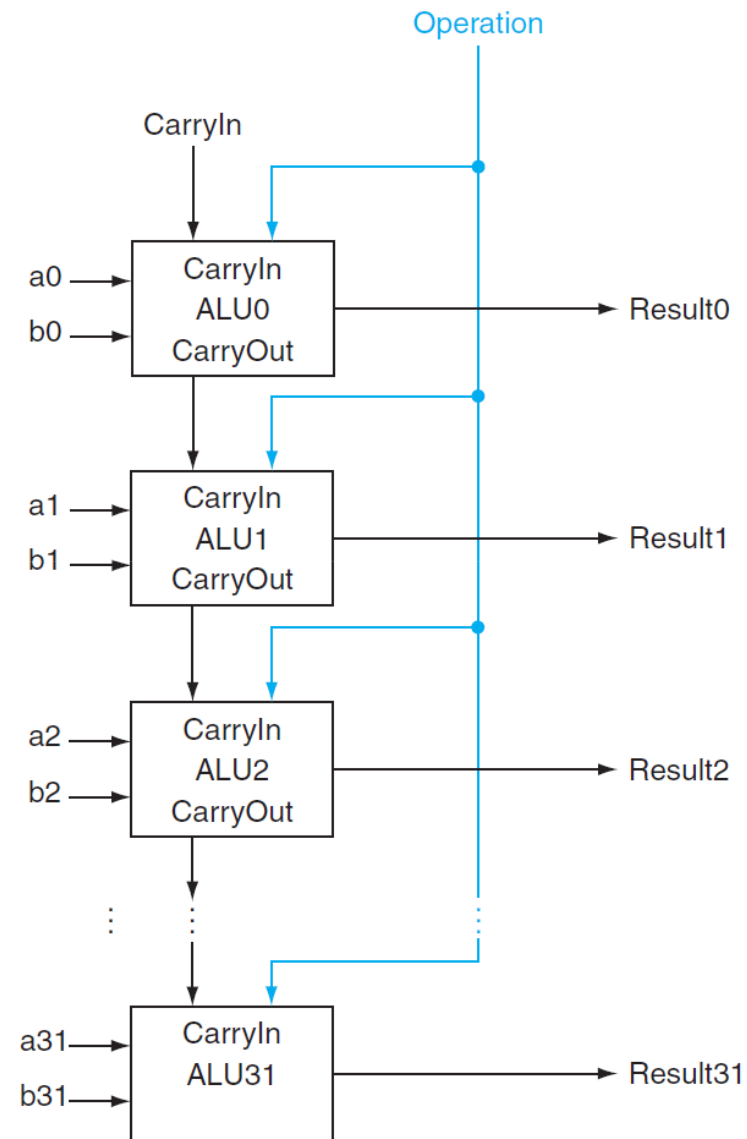 Operation
CarryIn
a0
b0
CarryIn
ALU0
CarryOut
Result0
a1
b1
CarryIn
ALU1
CarryOut
Result1
a2
b2
CarryIn
ALU2
CarryOut
Result2
a31
b31
CarryIn
ALU31
Result31